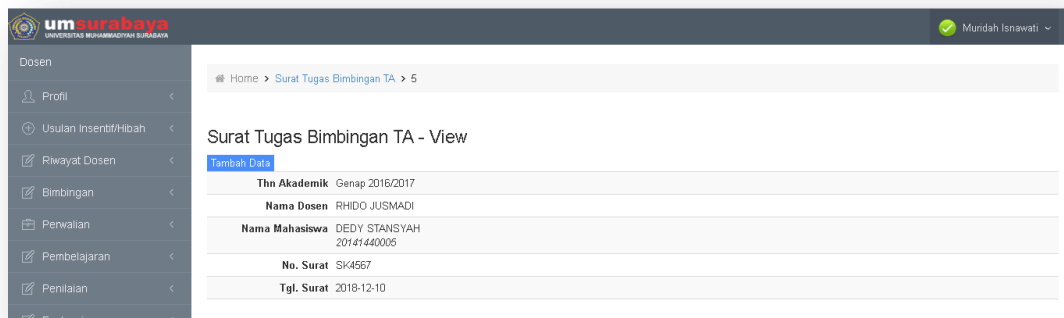 umsurabaya
UNIVERSITAS MUHAMMADIYAH SURABAYA
Muridah Isnawati
Dosen
Profil
Usulan Insentif/Hibah
Riwayat Dosen
Bimbingan
Perwalian
Pembelajaran
Penilaian
Home > Surat Tugas Bimbingan TA > 5
Surat Tugas Bimbingan TA - View
Tambah Data
Thn Akademik Genap 2016/2017
Nama Dosen RHIDO JUSMADI
Nama Mahasiswa DEDY STANSYAH
20141440005
No. Surat SK4567
Tgl. Surat 2018-12-10